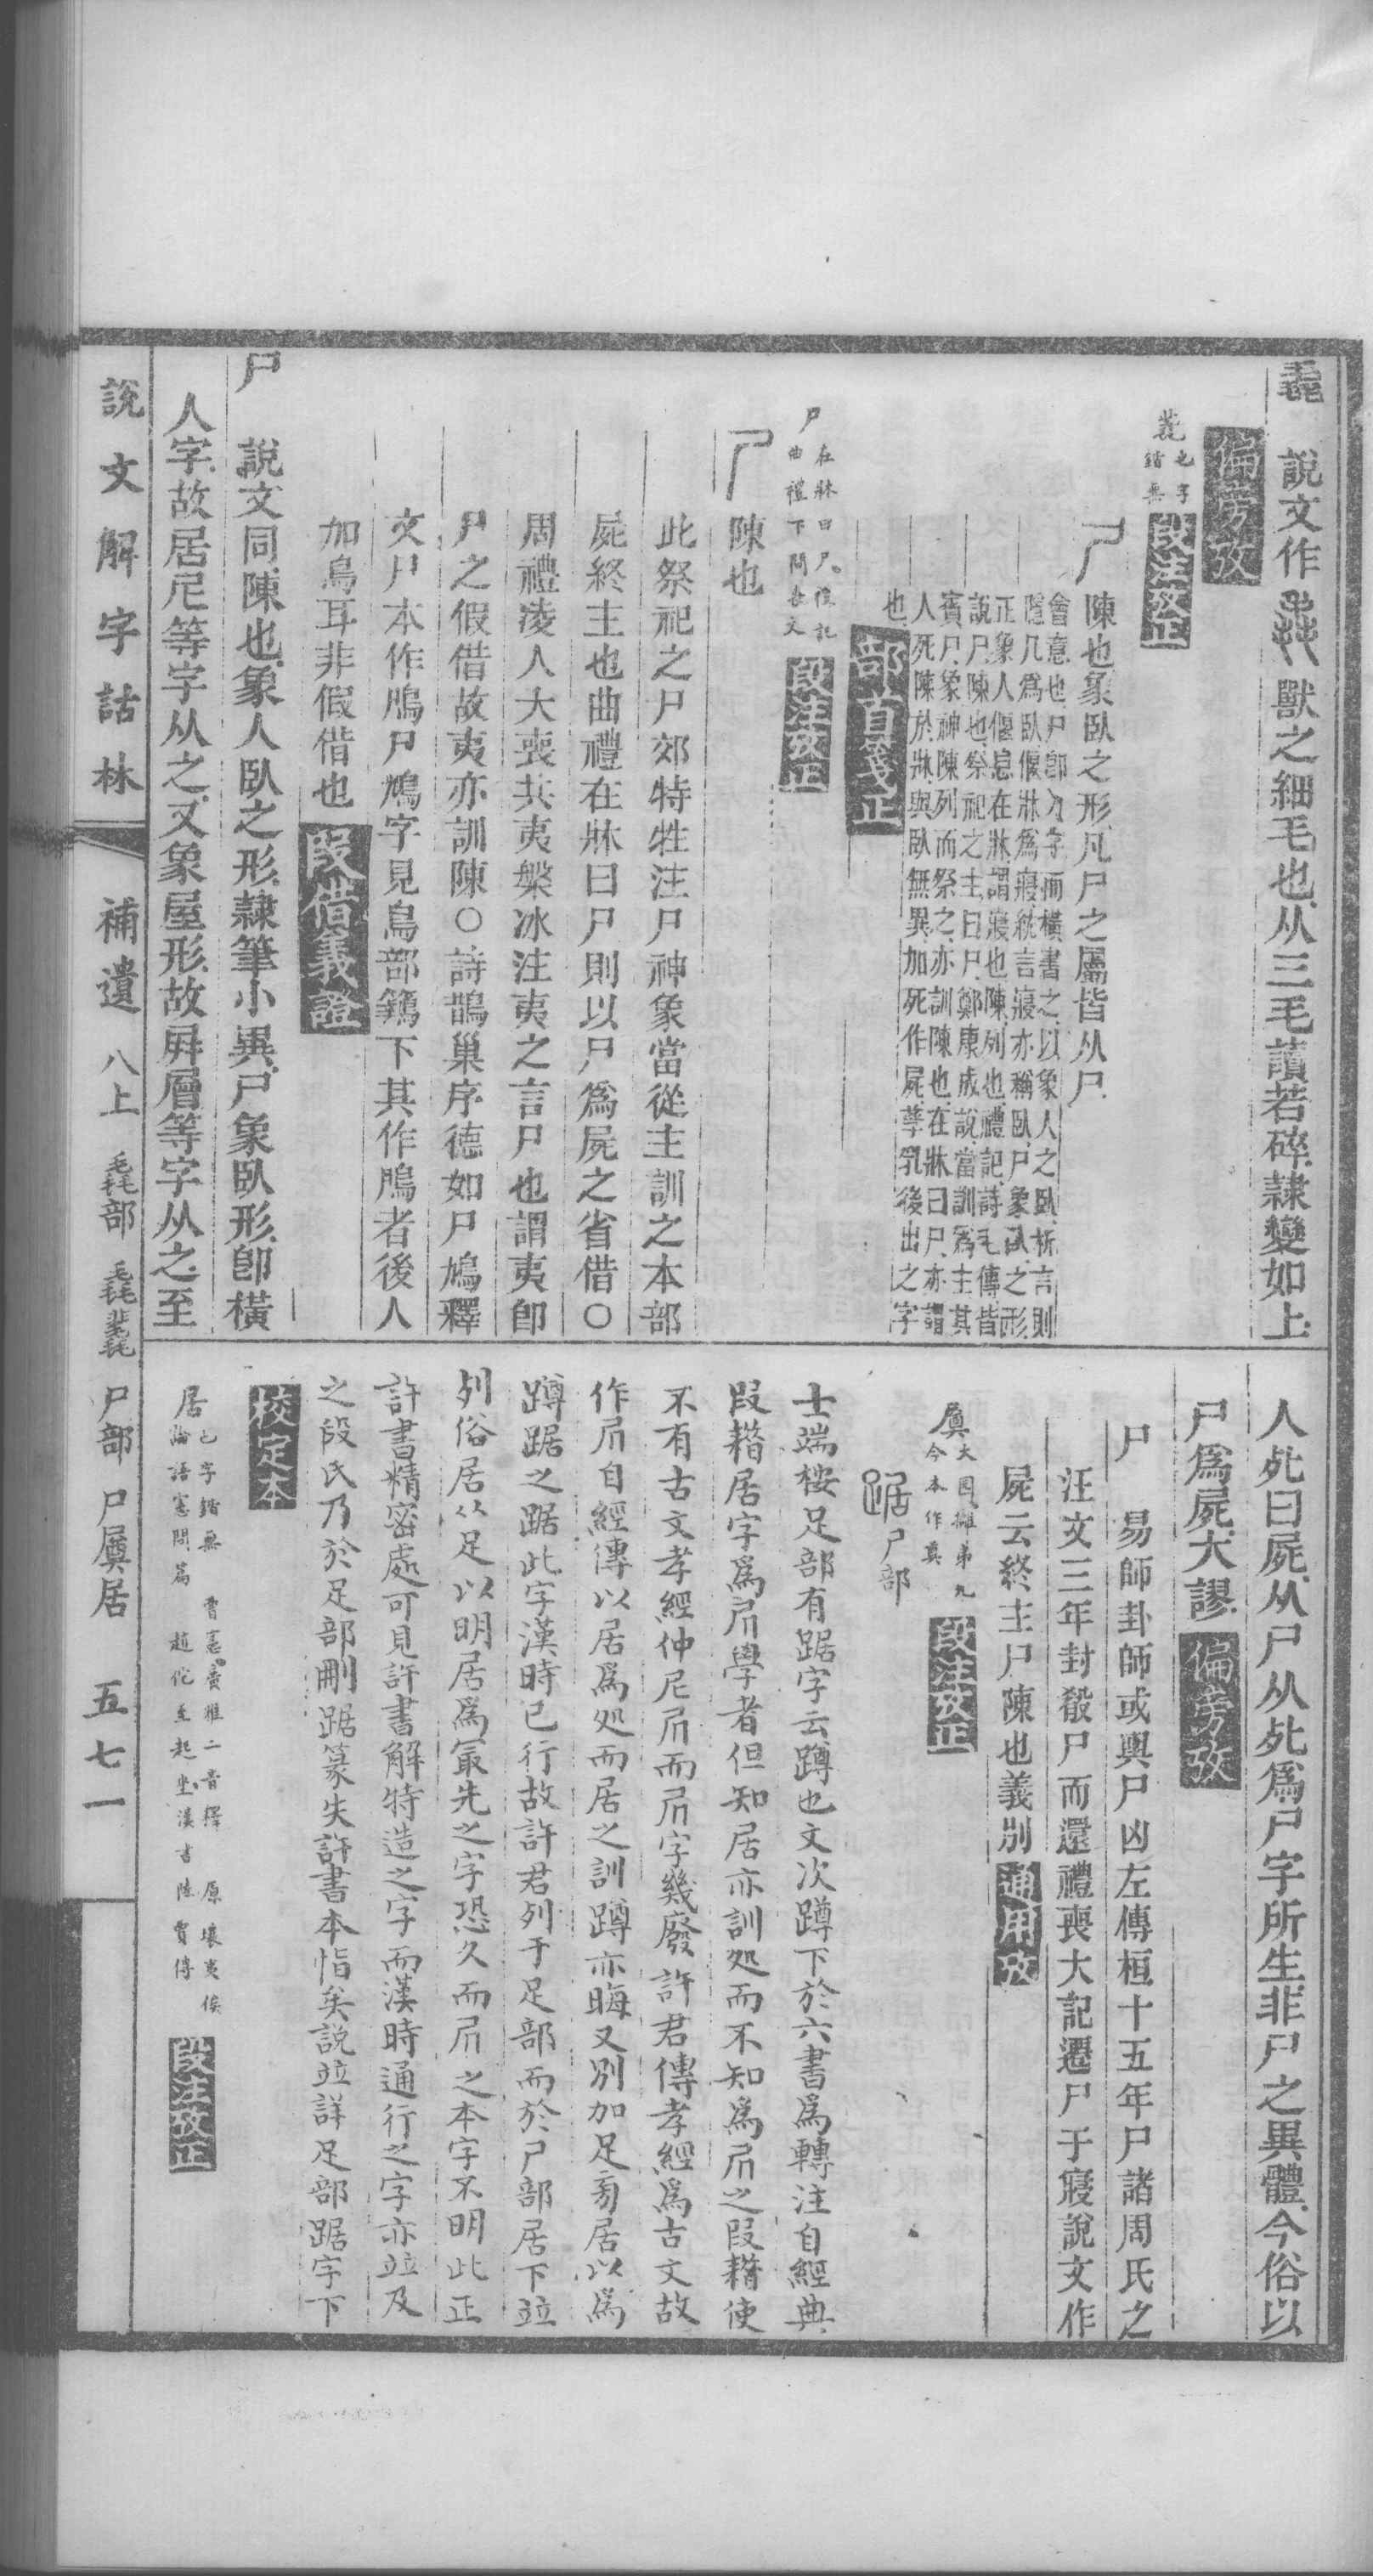 毳 說文作毳獸之細毛也从三毛讀若碎隸變如上
偏旁攷
毳也字鍇無 段注攷正
尸 陳也象臥之形凡尸之屬皆从尸
會意也尸卽人字而橫書之以象人之臥析言則
隱几爲臥偃牀爲寢統言寢亦稱臥尸象臥之形
正象人偃息在牀謂寢也陳列也禮記詩毛傳皆
說尸陳也祭祀之主曰尸鄭康成說當訓爲主其
賓尸象神陳列而祭之亦訓陳也在牀曰尸亦謂
人死陳於牀與臥無異加死作屍孳乳後出之字
也 部首箋正
尸 在牀曰尸 禮記曲禮下問喪文 段注攷正
尸 陳也
此祭祀之尸郊特牲注尸神象當從主訓之本部
屍終主也曲禮在牀曰尸則以尸爲屍之省借○
周禮凌人大喪共夷槃冰注夷之言尸也謂夷卽
尸之假借故夷亦訓陳○詩鵲巢序德如尸鳩釋
文尸本作鳲尸鳩字見鳥部鶨下其作鳲者後人
加鳥耳非假借也 叚借義證
尸 說文同陳也象人臥之形隸筆小異尸象臥形卽橫
人字故居尼等字从之又象屋形故屛層等字从之至
人死曰屍从尸从死爲尸字所生非尸之異體今俗以
尸爲屍大謬 偏旁攷
尸 易師卦師或輿尸凶左傳桓十五年尸諸周氏之
汪文三年封殽尸而還禮喪大記遷尸于寢說文作
屍云終主尸陳也義別 通用攷
屒 大國攤弟九今本作奠 段注攷正
踞 尸部
士端桉足部有踞字云蹲也文次蹲下於六書爲轉注自經典
叚藉居字爲凥學者但知居亦訓処而不知爲凥之叚藉使
不有古文孝經仲尼凥而凥字幾廢許君傳孝經爲古文故
作凥自經傳以居爲処而居之訓蹲亦晦又別加足旁居以爲
蹲踞之踞此字漢時已行故許君列于足部而於尸部居下竝
列俗居从足以明居爲最先之字恐久而凥之本字不明此正
許書精密處可見許書解特造之字而漢時通行之字亦竝及
之段氏乃於足部刪踞篆失許書本恉矣說竝詳足部踞字下
校定本
居 也字鍇無 曹憲廣雅二音釋 原壤夷俟論語憲問篇 趙佗至起坐漢書陸賈傳 段注攷正
說文解字詁林 補遺 八上 毳部 毳 尸部 尸 居 五七一